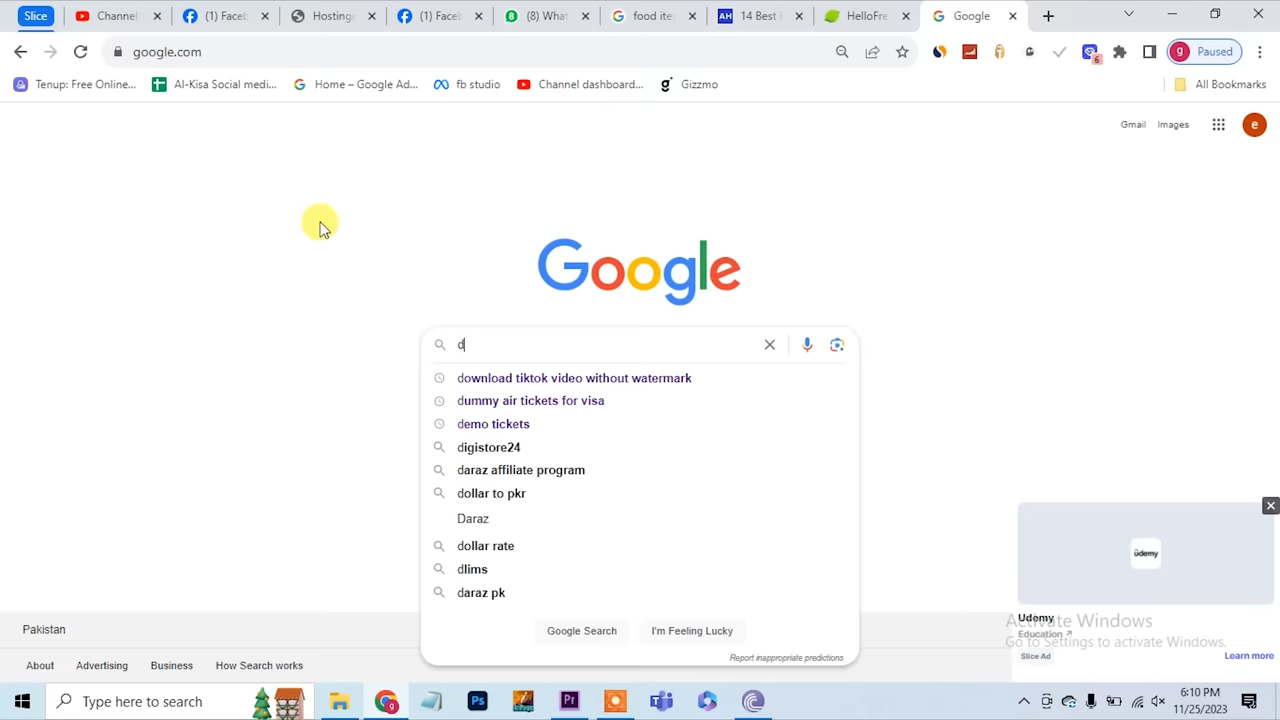 Slice
Channel
(1) Faceb
Hosting
(1) Faceb
(8) What
food ite
AH 14 Best F
HelloFre
Google
google.com
6
g Paused
Tenup: Free Online...
Al-Kisa Social medi...
Home – Google Ad...
fb studio
Channel dashboard...
Gizzmo
All Bookmarks
Gmail Images
e
Google
d
download tiktok video without watermark
dummy air tickets for visa
demo tickets
digistore24
daraz affiliate program
dollar to pkr
Daraz
dollar rate
dlims
daraz pk
Google Search I'm Feeling Lucky
Report inappropriate predictions
ûdemy
Udemy
Education
Slice Ad
Learn more
Activate Windows
Go to Settings to activate Windows.
Pakistan
About Advertising Business How Search works
Type here to search
Ps
Pr
6:10 PM
11/25/2023